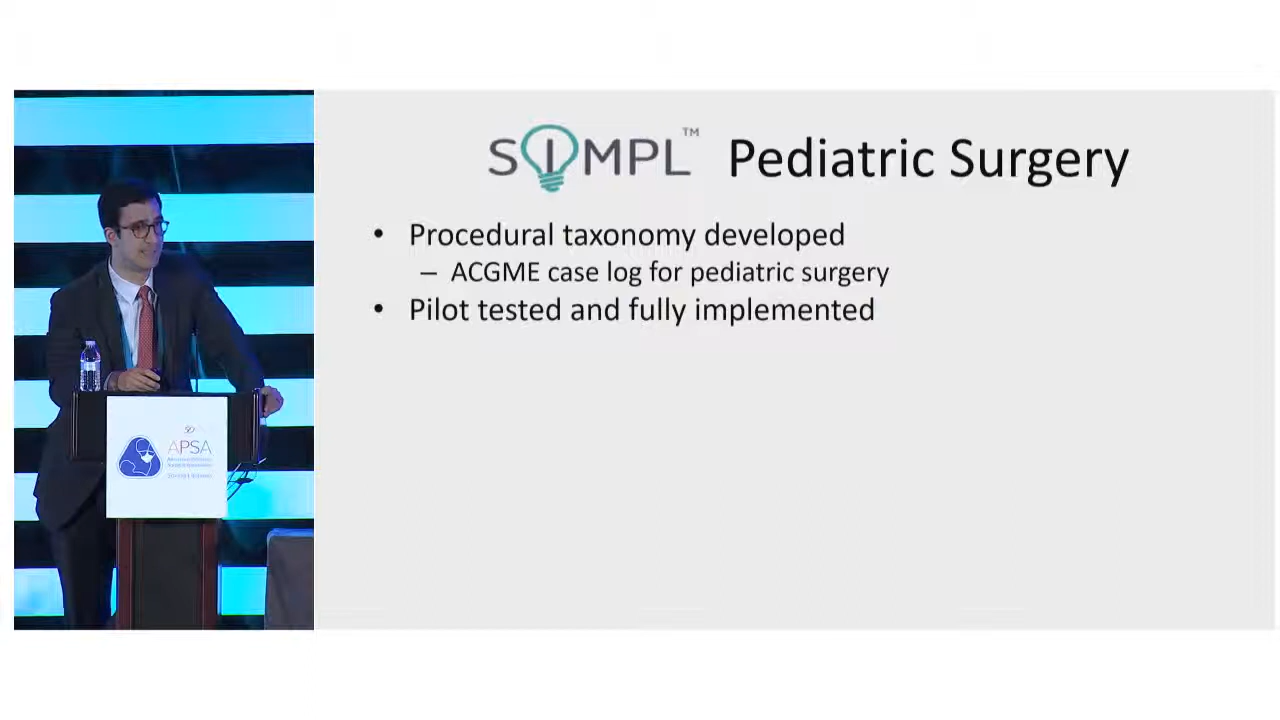 SIMPL™ Pediatric Surgery
• Procedural taxonomy developed
– ACGME case log for pediatric surgery
• Pilot tested and fully implemented
APSA